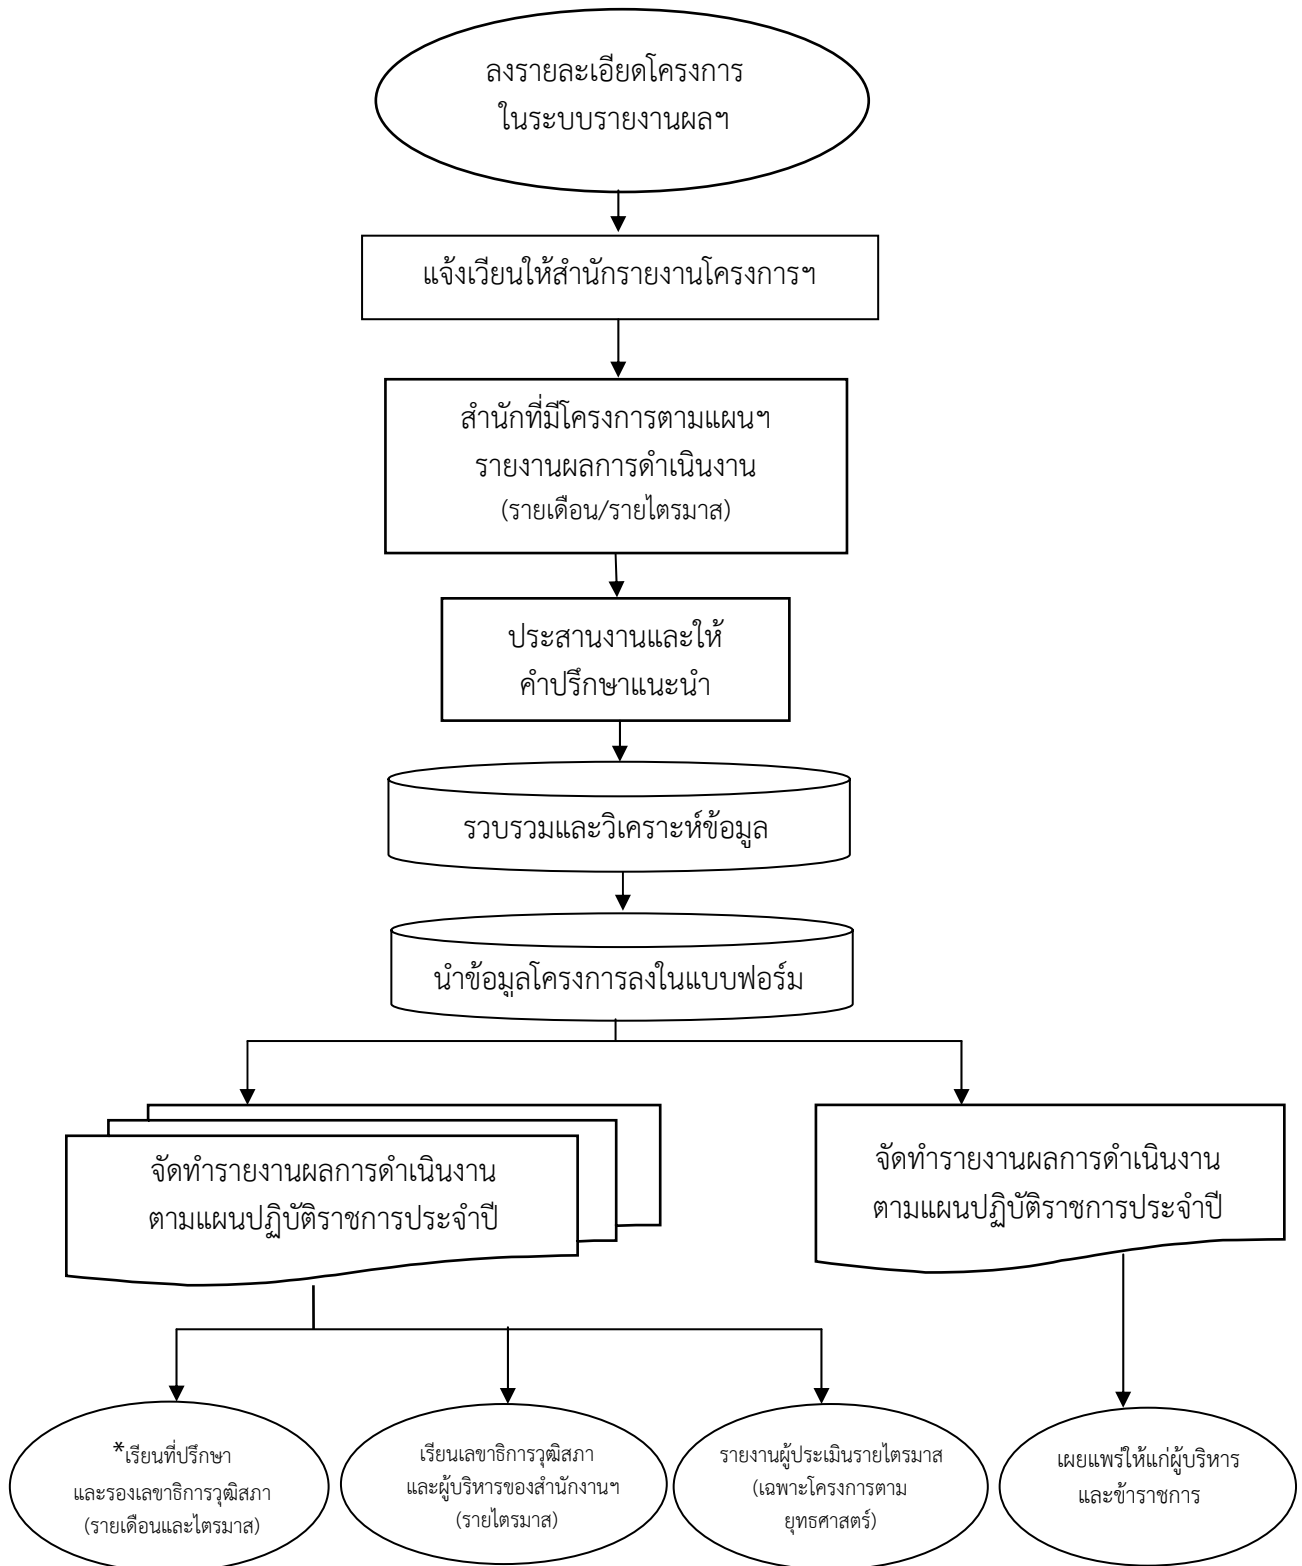 ลงรายละเอียดโครงการ
ในระบบรายงานผลฯ
แจ้งเวียนให้สำนักรายงานโครงการฯ
สำนักที่มีโครงการตามแผนฯ
รายงานผลการดำเนินงาน
(รายเดือน/รายไตรมาส)
ประสานงานและให้
คำปรึกษาแนะนำ
รวบรวมและวิเคราะห์ข้อมูล
นำข้อมูลโครงการลงในแบบฟอร์ม
จัดทำรายงานผลการดำเนินงาน
ตามแผนปฏิบัติราชการประจำปี
จัดทำรายงานผลการดำเนินงาน
ตามแผนปฏิบัติราชการประจำปี
*เรียนที่ปรึกษา
และรองเลขาธิการวุฒิสภา
(รายเดือนและไตรมาส)
เรียนเลขาธิการวุฒิสภา
และผู้บริหารของสำนักงานฯ
(รายไตรมาส)
รายงานผู้ประเมินรายไตรมาส
(เฉพาะโครงการตาม
ยุทธศาสตร์)
เผยแพร่ให้แก่ผู้บริหาร
และข้าราชการ